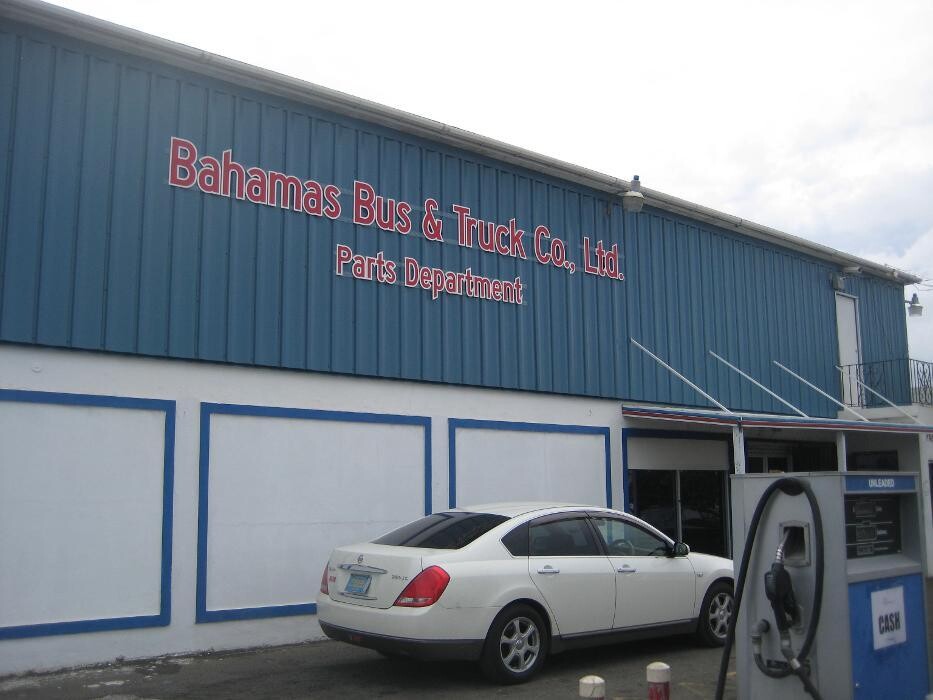 Bahamas Bus & Truck Co., Ltd.
Parts Department
UNLEADED
CASH